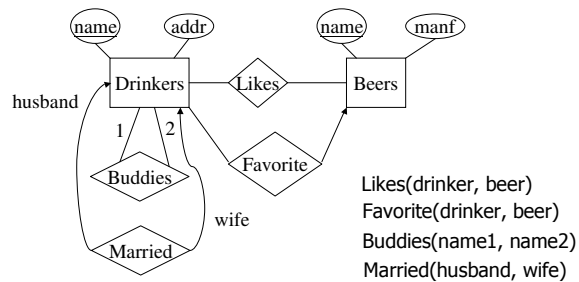 name
addr
name
manf
Drinkers
Likes
Beers
husband
1
2
Buddies
Favorite
wife
Married
Likes(drinker, beer)
Favorite(drinker, beer)
Buddies(name1, name2)
Married(husband, wife)